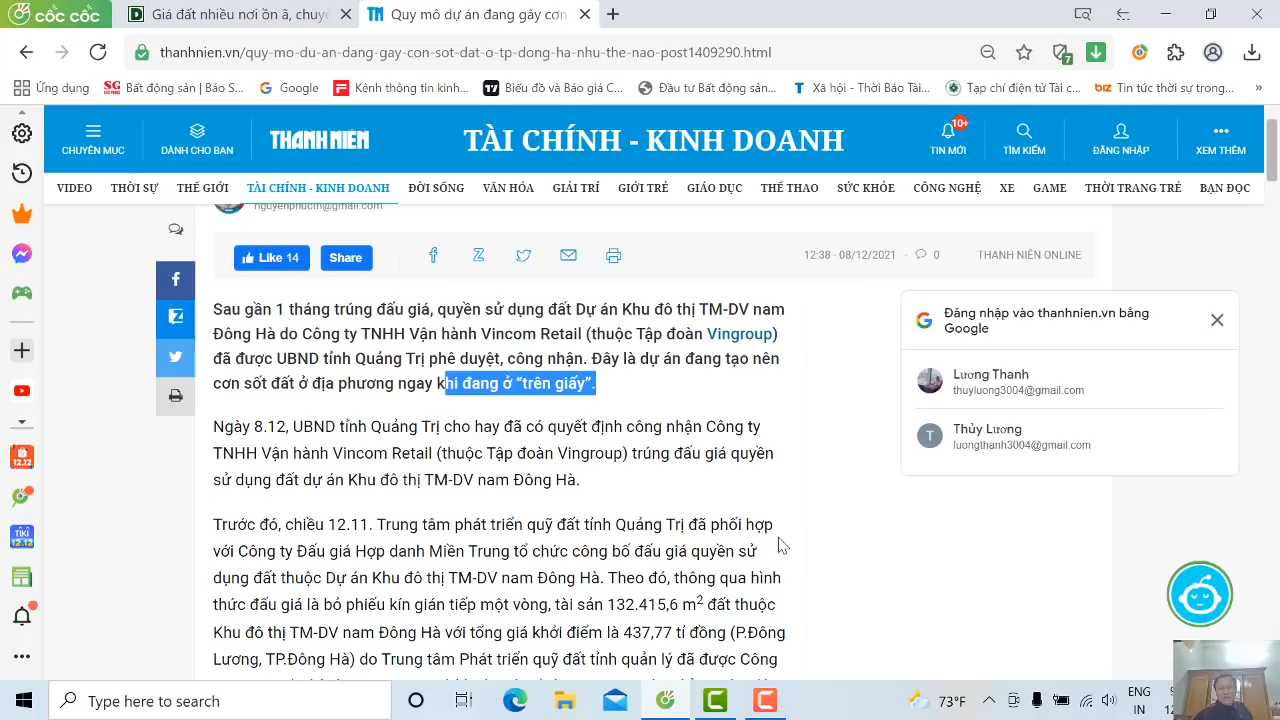 cốc cốc
Giá đất nhiều nơi ồn ã, thanh kho
Quy mô dự án đang gây cơn
thanhnien.vn/quy-mo-du-an-dang-gay-con-sot-dat-o-tp-dong-ha-nhu-the-nao-post1409290.html
7
Ứng dụng
Bất động sản | Báo S...
Google
Kênh thông tin kinh...
Biểu đồ và Báo giá C...
Đầu tư Bất động sản...
Xã hội - Thời Báo Tài...
Tạp chí điện tử Tài c...
Tin tức thời sự trong...
CHUYÊN MỤC
DÀNH CHO BẠN
THANH NIÊN
TÀI CHÍNH - KINH DOANH
10+
TIN MỚI
TÌM KIẾM
ĐĂNG NHẬP
XEM THÊM
VIDEO THỜI SỰ THẾ GIỚI TÀI CHÍNH - KINH DOANH ĐỜI SỐNG VĂN HÓA GIẢI TRÍ GIỚI TRẺ GIÁO DỤC THỂ THAO SỨC KHỎE CÔNG NGHỆ XE GAME THỜI TRANG TRẺ BẠN ĐỌC
nguyenphuctn@gmail.com
Like 14
Share
12:38 - 08/12/2021
0
THANH NIÊN ONLINE
Sau gần 1 tháng trúng đấu giá, quyền sử dụng đất Dự án Khu đô thị TM-DV nam
Đông Hà do Công ty TNHH Vận hành Vincom Retail (thuộc Tập đoàn Vingroup)
đã được UBND tỉnh Quảng Trị phê duyệt, công nhận. Đây là dự án đang tạo nên
cơn sốt đất ở địa phương ngay khi đang ở “trên giấy”.
Ngày 8.12, UBND tỉnh Quảng Trị cho hay đã có quyết định công nhận Công ty
TNHH Vận hành Vincom Retail (thuộc Tập đoàn Vingroup) trúng đấu giá quyền
sử dụng đất dự án Khu đô thị TM-DV nam Đông Hà.
Trước đó, chiều 12.11. Trung tâm phát triển quỹ đất tỉnh Quảng Trị đã phối hợp
với Công ty Đấu giá Hợp danh Miền Trung tổ chức công bố đấu giá quyền sử
dụng đất thuộc Dự án Khu đô thị TM-DV nam Đông Hà. Theo đó, thông qua hình
thức đấu giá là bỏ phiếu kín gián tiếp một vòng, tài sản 132.415,6 m2 đất thuộc
Khu đô thị TM-DV nam Đông Hà với tổng giá khởi điểm là 437,77 tỉ đồng (P.Đông
Lương, TP.Đông Hà) do Trung tâm Phát triển quỹ đất tỉnh quản lý đã được Công
Đăng nhập vào thanhnien.vn bằng
Google
Lương Thanh
thuyluong3004@gmail.com
T
Thủy Lương
luongthanh3004@gmail.com
Type here to search
73°F
ENG
IN